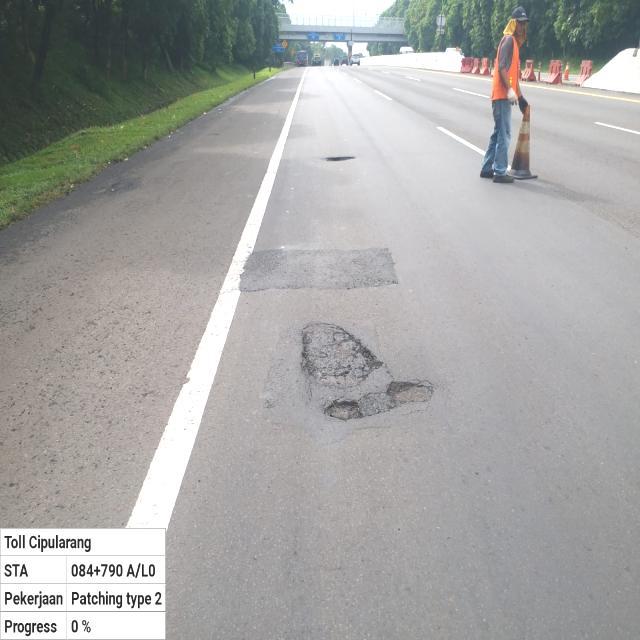 Toll Cipularang
STA 084+790 A/L0
Pekerjaan Patching type 2
Progress 0 %